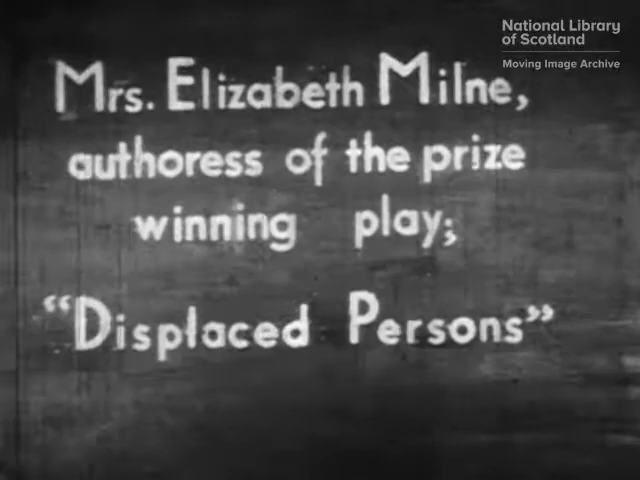 National Library
of Scotland
Moving Image Archive
Mrs. Elizabeth Milne,
authoress of the prize
winning play;
"Displaced Persons"